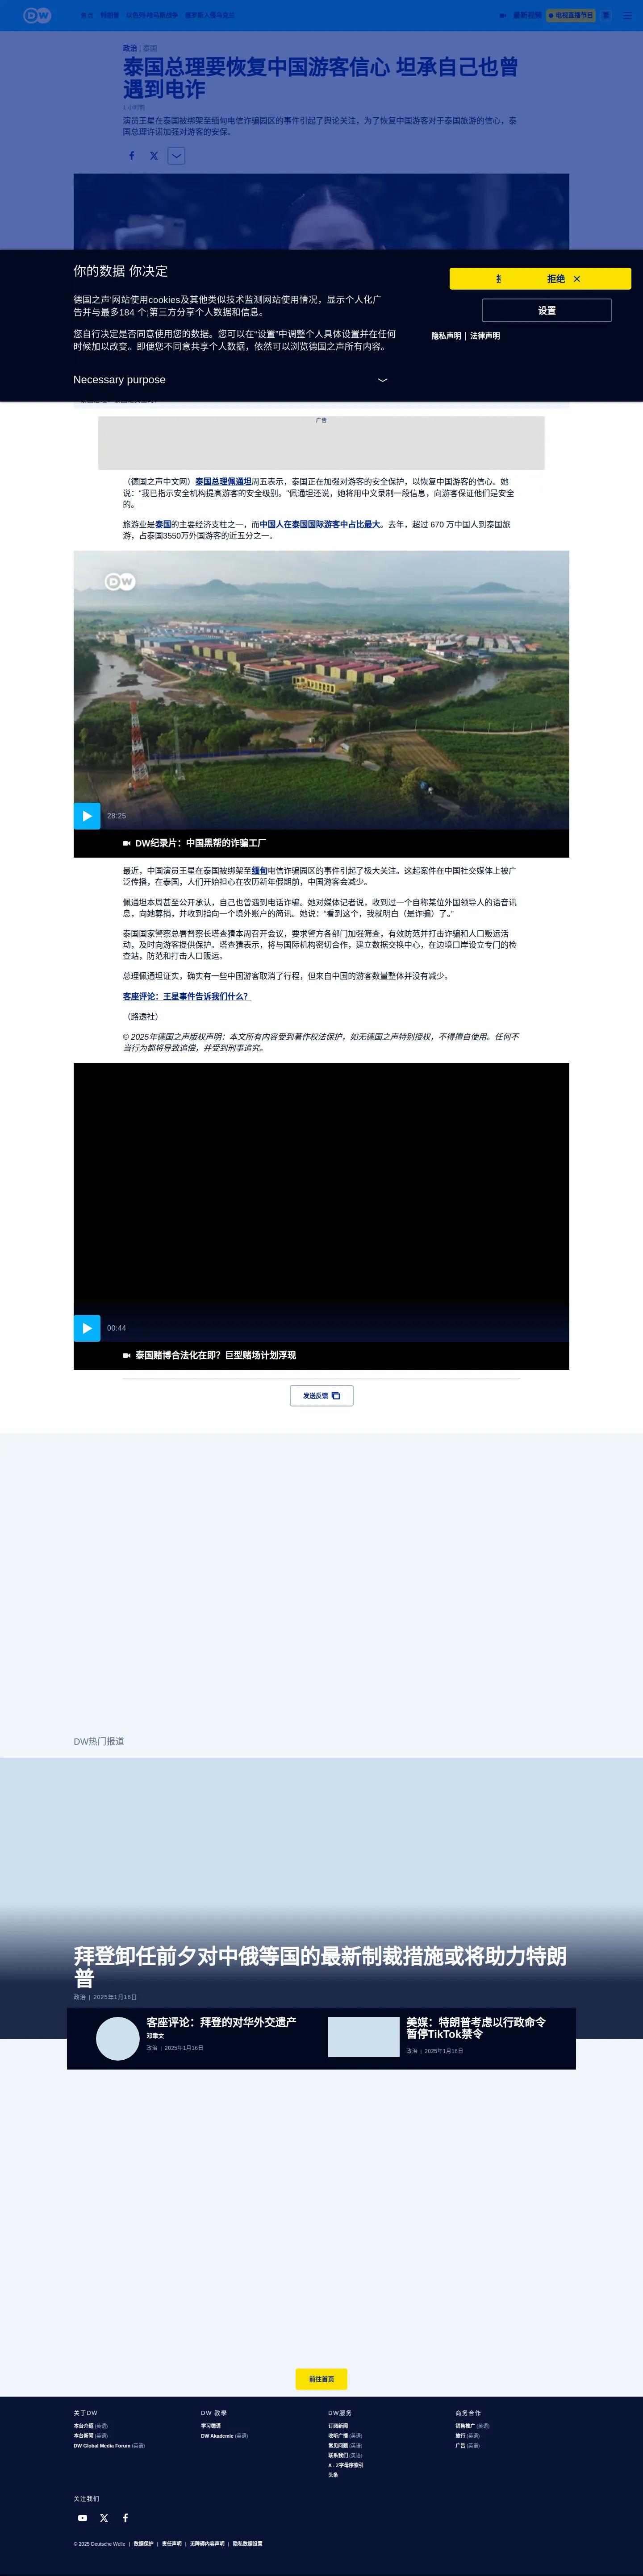 DW
焦点
特朗普
以色列-哈马斯战争
俄罗斯入侵乌克兰
最新视频
电视直播节目
繁
政治 | 泰国
泰国总理要恢复中国游客信心 坦承自己也曾
遇到电诈
1 小时前
演员王星在泰国被绑架至缅甸电信诈骗园区的事件引起了舆论关注，为了恢复中国游客对于泰国旅游的信心，泰
国总理许诺加强对游客的安保。
你的数据 你决定
拒绝
德国之声‘网站使用cookies及其他类似技术监测网站使用情况，显示个人化广
告并与最多184 个;第三方分享个人数据和信息。
设置
您自行决定是否同意使用您的数据。您可以在“设置”中调整个人具体设置并在任何
时候加以改变。即便您不同意共享个人数据，依然可以浏览德国之声所有内容。
隐私声明 | 法律声明
Necessary purpose
广告
（德国之声中文网）泰国总理佩通坦周五表示，泰国正在加强对游客的安全保护，以恢复中国游客的信心。她
说：“我已指示安全机构提高游客的安全级别。”佩通坦还说，她将用中文录制一段信息，向游客保证他们是安全
的。
旅游业是泰国的主要经济支柱之一，而中国人在泰国国际游客中占比最大。去年，超过 670 万中国人到泰国旅
游，占泰国3550万外国游客的近五分之一。
DW
28:25
DW纪录片：中国黑帮的诈骗工厂
最近，中国演员王星在泰国被绑架至缅甸电信诈骗园区的事件引起了极大关注。这起案件在中国社交媒体上被广
泛传播，在泰国，人们开始担心在农历新年假期前，中国游客会减少。
佩通坦本周甚至公开承认，自己也曾遇到电话诈骗。她对媒体记者说，收到过一个自称某位外国领导人的语音讯
息，向她募捐，并收到指向一个境外账户的简讯。她说：“看到这个，我就明白（是诈骗）了。”
泰国国家警察总署督察长塔查猜本周召开会议，要求警方各部门加强筛查，有效防范并打击诈骗和人口贩运活
动，及时向游客提供保护。塔查猜表示，将与国际机构密切合作，建立数据交换中心，在边境口岸设立专门的检
查站，防范和打击人口贩运。
总理佩通坦证实，确实有一些中国游客取消了行程，但来自中国的游客数量整体并没有减少。
客座评论：王星事件告诉我们什么？
（路透社）
© 2025年德国之声版权声明：本文所有内容受到著作权法保护，如无德国之声特别授权，不得擅自使用。任何不
当行为都将导致追偿，并受到刑事追究。
00:44
泰国赌博合法化在即？巨型赌场计划浮现
发送反馈
DW热门报道
拜登卸任前夕对中俄等国的最新制裁措施或将助力特朗
普
政治 | 2025年1月16日
客座评论：拜登的对华外交遗产
邓聿文
政治 | 2025年1月16日
美媒：特朗普考虑以行政命令
暂停TikTok禁令
政治 | 2025年1月16日
前往首页
关于DW
本台介绍 (英语)
本台新闻 (英语)
DW Global Media Forum (英语)
DW 教學
学习德语
DW Akademie (英语)
DW服务
订阅新闻
收听广播 (英语)
常见问题 (英语)
联系我们 (英语)
A - Z字母序索引
头条
商务合作
销售推广 (英语)
旅行 (英语)
广告 (英语)
关注我们
© 2025 Deutsche Welle | 数据保护 | 责任声明 | 无障碍内容声明 | 隐私数据设置